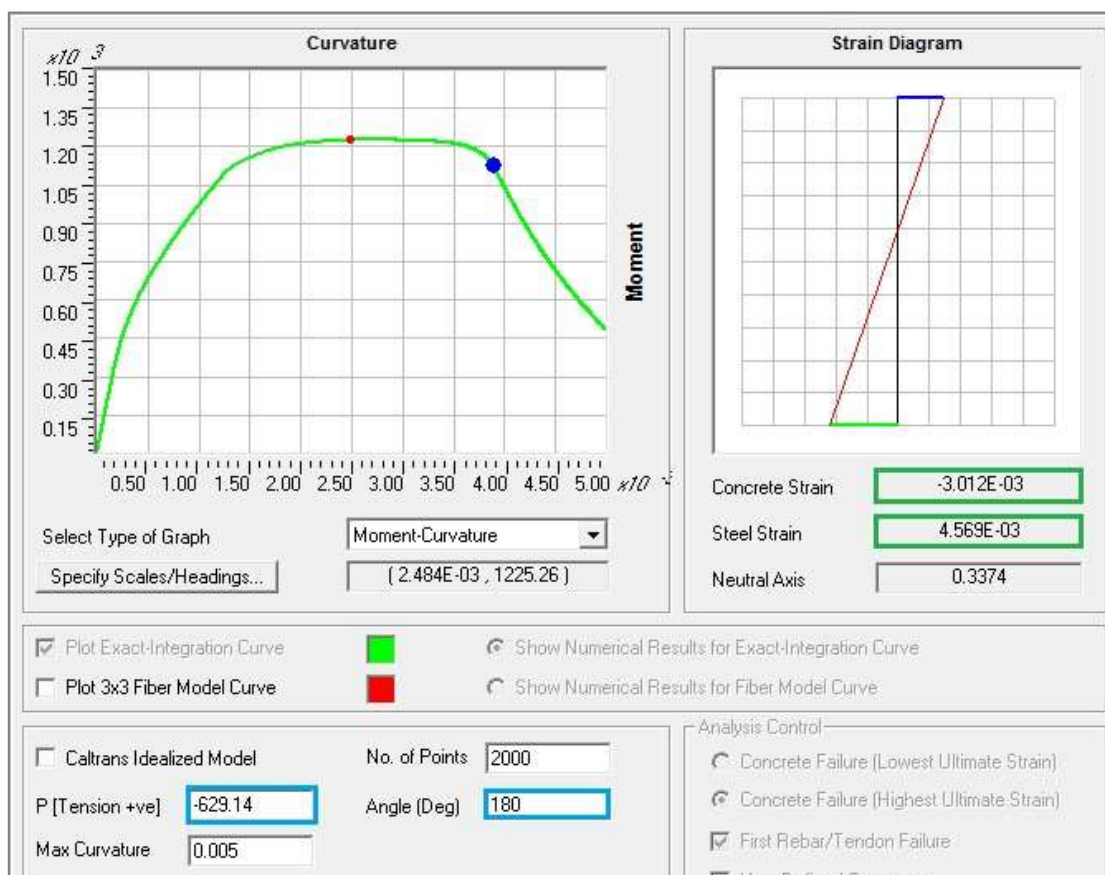 Curvature
x10 3
1.50
1.35
1.20
1.05
0.90
0.75
0.60
0.45
0.30
0.15
0.50 1.00 1.50 2.00 2.50 3.00 3.50 4.00 4.50 5.00 x10
Moment
Select Type of Graph
Moment-Curvature
Specify Scales/Headings...
( 2.484E-03 , 1225.26 )
Strain Diagram
Concrete Strain -3.012E-03
Steel Strain 4.569E-03
Neutral Axis 0.3374
Plot Exact-Integration Curve
Show Numerical Results for Exact-Integration Curve
Plot 3x3 Fiber Model Curve
Show Numerical Results for Fiber Model Curve
Caltrans Idealized Model
No. of Points 2000
P [Tension +ve] -629.14
Angle (Deg) 180
Max Curvature 0.005
Analysis Control
Concrete Failure (Lowest Ultimate Strain)
Concrete Failure (Highest Ultimate Strain)
First Rebar/Tendon Failure